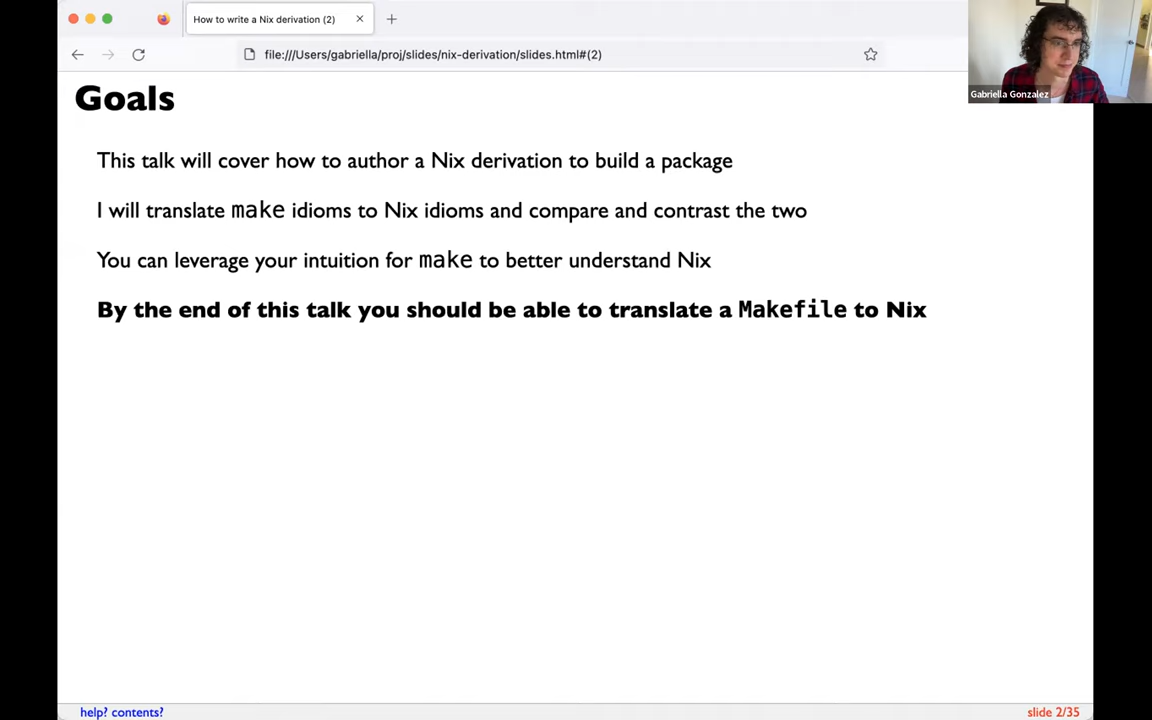 How to write a Nix derivation (2)
file:///Users/gabriella/proj/slides/nix-derivation/slides.html#(2)
Gabriella Gonzalez
Goals
This talk will cover how to author a Nix derivation to build a package
I will translate make idioms to Nix idioms and compare and contrast the two
You can leverage your intuition for make to better understand Nix
By the end of this talk you should be able to translate a Makefile to Nix
help? contents?
slide 2/35